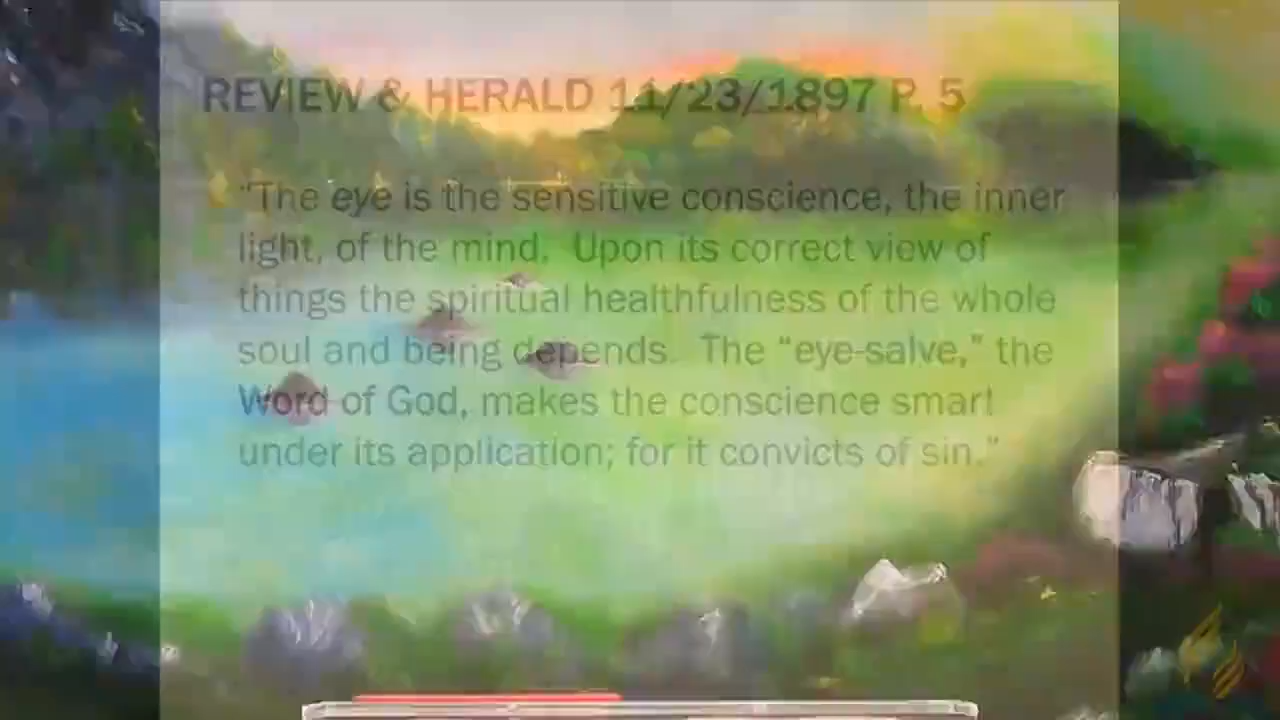 REVIEW & HERALD 11/23/1897 P. 5
"The eye is the sensitive conscience, the inner
light, of the mind. Upon its correct view of
things the spiritual healthfulness of the whole
soul and being depends. The "eye-salve," the
Word of God, makes the conscience smart
under its application; for it convicts of sin."